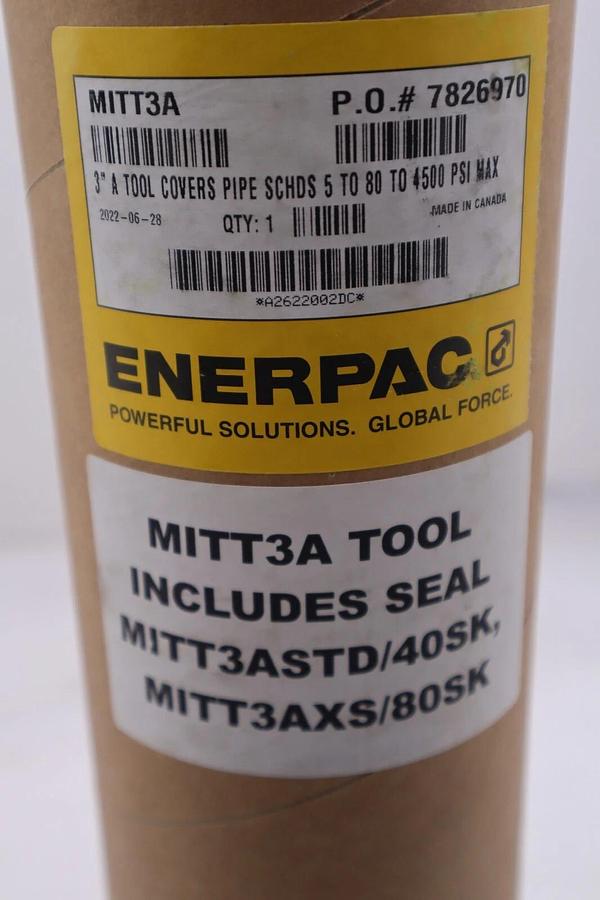 MITT3A P.O.# 7826970
3" A TOOL COVERS PIPE SCHDS 5 TO 80 TO 4500 PSI MAX
2022-06-28 QTY: 1 MADE IN CANADA
*A2622002DC*
ENERPAC
POWERFUL SOLUTIONS. GLOBAL FORCE.
MITT3A TOOL
INCLUDES SEAL
MITT3ASTD/40SK,
MITT3AXS/80SK